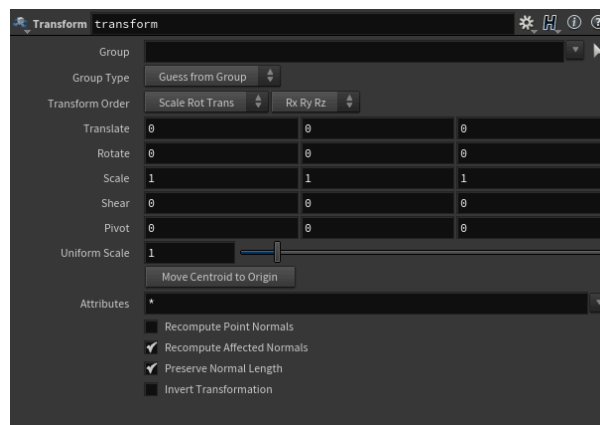 Transform transform
Group
Group Type Guess from Group
Transform Order Scale Rot Trans Rx Ry Rz
Translate 0 0 0
Rotate 0 0 0
Scale 1 1 1
Shear 0 0 0
Pivot 0 0 0
Uniform Scale 1
Move Centroid to Origin
Attributes *
Recompute Point Normals
Recompute Affected Normals
Preserve Normal Length
Invert Transformation